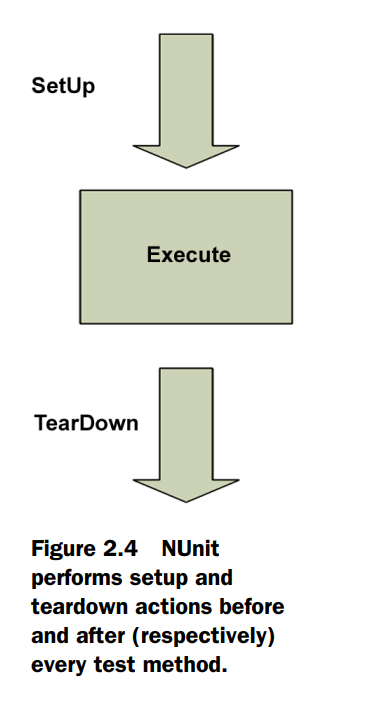 SetUp
Execute
TearDown
Figure 2.4 NUnit
performs setup and
teardown actions before
and after (respectively)
every test method.